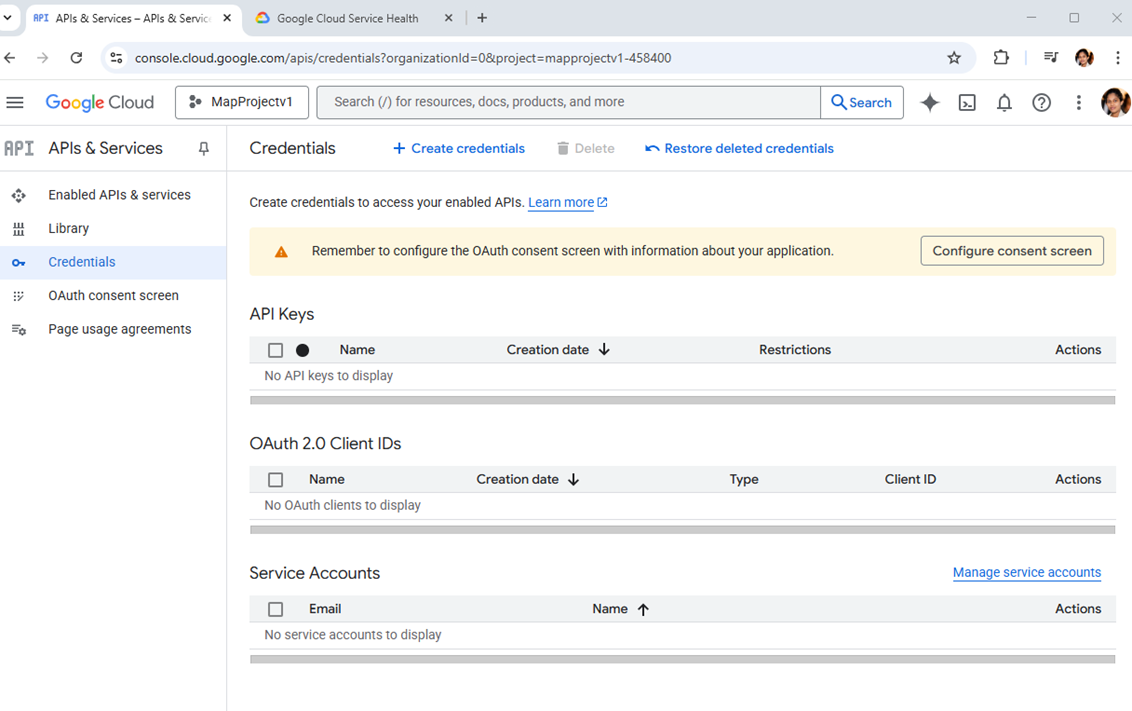 API APIs & Services – APIs & Servic
Google Cloud Service Health
console.cloud.google.com/apis/credentials?organizationId=0&project=mapprojectv1-458400
Google Cloud
MapProjectv1
Search (/) for resources, docs, products, and more
Search
API APIs & Services
Credentials
Create credentials
Delete
Restore deleted credentials
Enabled APIs & services
Library
Credentials
OAuth consent screen
Page usage agreements
Create credentials to access your enabled APIs. Learn more
Remember to configure the OAuth consent screen with information about your application.
Configure consent screen
API Keys
Name Creation date Restrictions Actions
No API keys to display
OAuth 2.0 Client IDs
Name Creation date Type Client ID Actions
No OAuth clients to display
Service Accounts
Manage service accounts
Email Name Actions
No service accounts to display